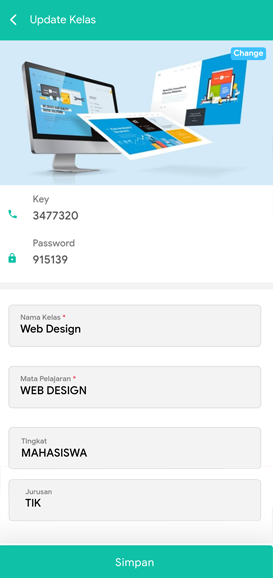 Update Kelas
Change
Key
3477320
Password
915139
Nama Kelas *
Web Design
Mata Pelajaran *
WEB DESIGN
Tingkat
MAHASISWA
Jurusan
TIK
Simpan